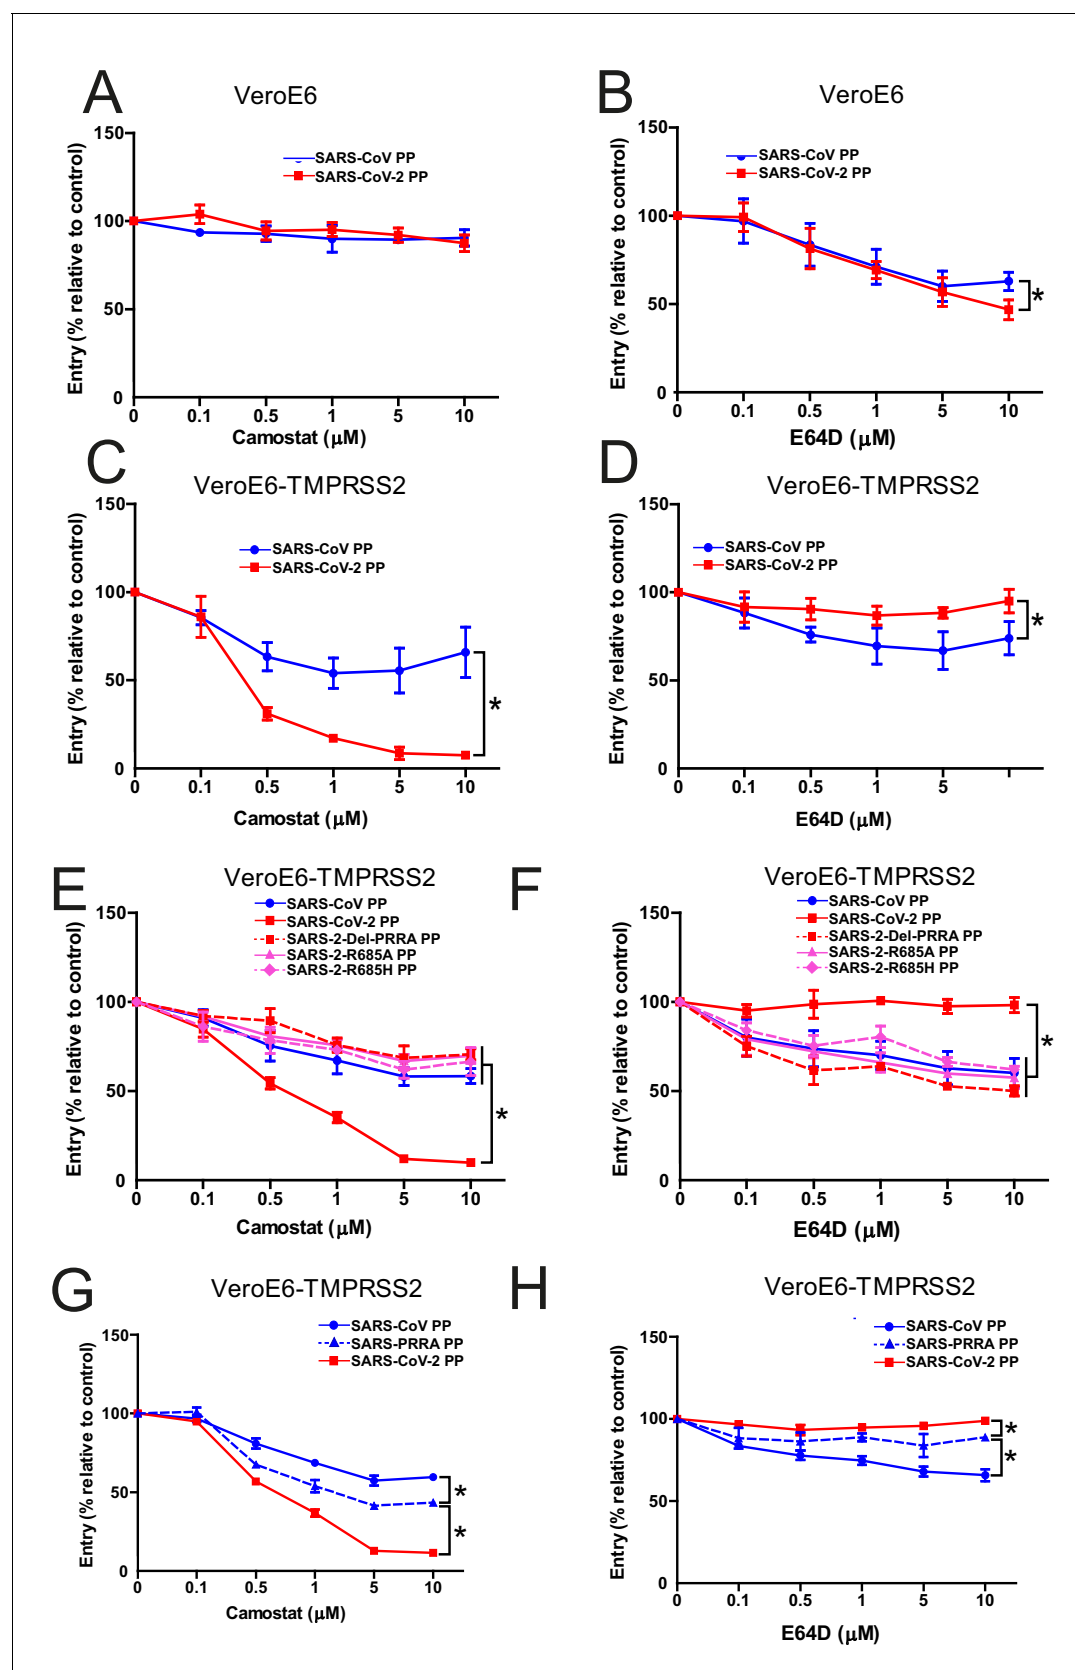 A
VeroE6
150
100
50
0
Entry (% relative to control)
SARS-CoV PP
SARS-CoV-2 PP
0 0.1 0.5 1 5 10
Camostat (μM)
B
VeroE6
150
100
50
0
Entry (% relative to control)
SARS-CoV PP
SARS-CoV-2 PP
*
0 0.1 0.5 1 5 10
E64D (μM)
C
VeroE6-TMPRSS2
150
100
50
0
Entry (% relative to control)
SARS-CoV PP
SARS-CoV-2 PP
*
0 0.1 0.5 1 5 10
Camostat (μM)
D
VeroE6-TMPRSS2
150
100
50
0
Entry (% relative to control)
SARS-CoV PP
SARS-CoV-2 PP
*
0 0.1 0.5 1 5
E64D (μM)
E
VeroE6-TMPRSS2
SARS-CoV PP
SARS-CoV-2 PP
SARS-2-Del-PRRA PP
SARS-2-R685A PP
SARS-2-R685H PP
150
100
50
0
Entry (% relative to control)
*
0 0.1 0.5 1 5 10
Camostat (μM)
F
VeroE6-TMPRSS2
SARS-CoV PP
SARS-CoV-2 PP
SARS-2-Del-PRRA PP
SARS-2-R685A PP
SARS-2-R685H PP
150
100
50
0
Entry (% relative to control)
*
0 0.1 0.5 1 5 10
E64D (μM)
G
VeroE6-TMPRSS2
SARS-CoV PP
SARS-PRRA PP
SARS-CoV-2 PP
150
100
50
0
Entry (% relative to control)
*
*
0 0.1 0.5 1 5 10
Camostat (μM)
H
VeroE6-TMPRSS2
SARS-CoV PP
SARS-PRRA PP
SARS-CoV-2 PP
150
100
50
0
Entry (% relative to control)
*
*
0 0.1 0.5 1 5 10
E64D (μM)